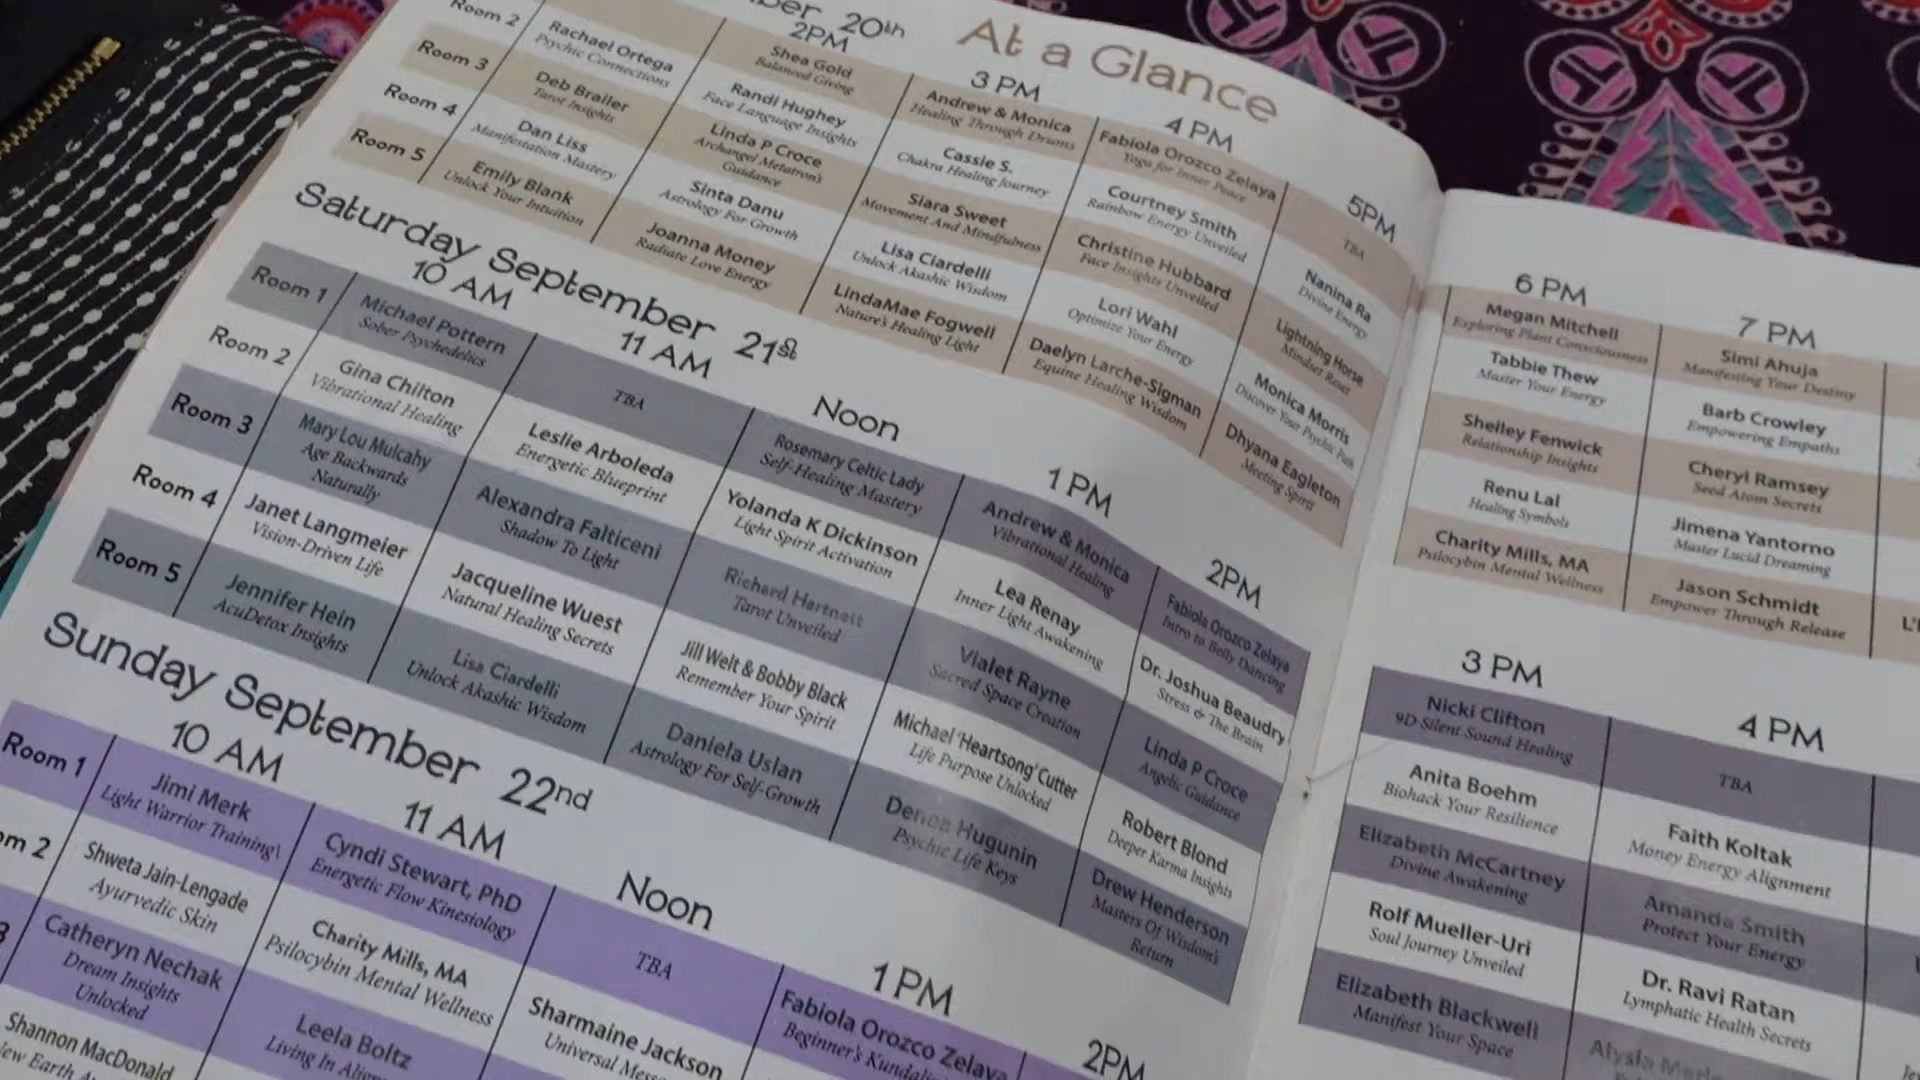 20th
At a Glance
2PM
3 PM
4 PM
5PM
Room 2
Rachael Ortega
Psychic Connections
Shea Gold
Balanced Giving
Andrew & Monica
Healing Through Drums
Fabiola Orozco Zelaya
Yoga for Inner Peace
TBA
Room 3
Deb Brailer
Tarot Insights
Randi Hughey
Face Language Insights
Cassie S.
Chakra Healing Journey
Courtney Smith
Rainbow Energy Unveiled
Nanina Ra
Divine Energy
Room 4
Dan Liss
Manifestation Mastery
Linda P Croce
Archangel Metatron's
Guidance
Siara Sweet
Movement And Mindfulness
Christine Hubbard
Face Insights Unveiled
Lightning Horse
Mindset Reset
Room 5
Emily Blank
Unlock Your Intuition
Sinta Danu
Astrology For Growth
Lisa Ciardelli
Unlock Akashic Wisdom
Lori Wahl
Optimize Your Energy
Monica Morris
Discover Your Psychic Path
Joanna Money
Radiate Love Energy
LindaMae Fogwell
Nature's Healing Light
Daelyn Larche-Sigman
Equine Healing Wisdom
Dhyana Eagleton
Meeting Spirit
Saturday September 21st
10 AM
11 AM
Noon
1 PM
2PM
Room 1
Michael Pottern
Sober Psychedelics
TBA
Rosemary Celtic Lady
Self-Healing Mastery
Andrew & Monica
Vibrational Healing
Fabiola Orozco Zelaya
Intro to Belly Dancing
Room 2
Gina Chilton
Vibrational Healing
Leslie Arboleda
Energetic Blueprint
Yolanda K Dickinson
Light Spirit Activation
Lea Renay
Inner Light Awakening
Dr. Joshua Beaudry
Stress & The Brain
Room 3
Mary Lou Mulcahy
Age Backwards
Naturally
Alexandra Falticeni
Shadow To Light
Richard Hartnett
Tarot Unveiled
Vialet Rayne
Sacred Space Creation
Linda P Croce
Angelic Guidance
Room 4
Janet Langmeier
Vision-Driven Life
Jacqueline Wuest
Natural Healing Secrets
Jill Welt & Bobby Black
Remember Your Spirit
Michael 'Heartsong' Cutter
Life Purpose Unlocked
Robert Blond
Deeper Karma Insights
Room 5
Jennifer Hein
AcuDetox Insights
Lisa Ciardelli
Unlock Akashic Wisdom
Daniela Uslan
Astrology For Self-Growth
Denea Hugunin
Psychic Life Keys
Drew Henderson
Masters Of Wisdom's
Return
Sunday September 22nd
10 AM
11 AM
Noon
1 PM
2PM
Room 1
Jimi Merk
Light Warrior Training\
Cyndi Stewart, PhD
Energetic Flow Kinesiology
TBA
Fabiola Orozco Zelaya
Beginner's
2
Shweta Jain-Lengade
Ayurvedic Skin
Charity Mills, MA
Psilocybin Mental Wellness
Sharmaine Jackson
Universal
3
Catheryn Nechak
Dream Insights
Unlocked
Leela Boltz
Living In
Shannon MacDonald
Earth
6 PM
7 PM
Megan Mitchell
Exploring Plant Consciousness
Simi Ahuja
Manifesting Your Destiny
Tabbie Thew
Master Your Energy
Barb Crowley
Empowering Empaths
Shelley Fenwick
Relationship Insights
Cheryl Ramsey
Seed Atom Secrets
Renu Lal
Healing Symbols
Jimena Yantorno
Master Lucid Dreaming
Charity Mills, MA
Psilocybin Mental Wellness
Jason Schmidt
Empower Through Release
3 PM
4 PM
Nicki Clifton
9D Silent Sound Healing
TBA
Anita Boehm
Biohack Your Resilience
Faith Koltak
Money Energy Alignment
Elizabeth McCartney
Divine Awakening
Amanda Smith
Protect Your Energy
Rolf Mueller-Uri
Soul Journey Unveiled
Dr. Ravi Ratan
Lymphatic Health Secrets
Elizabeth Blackwell
Manifest Your Space